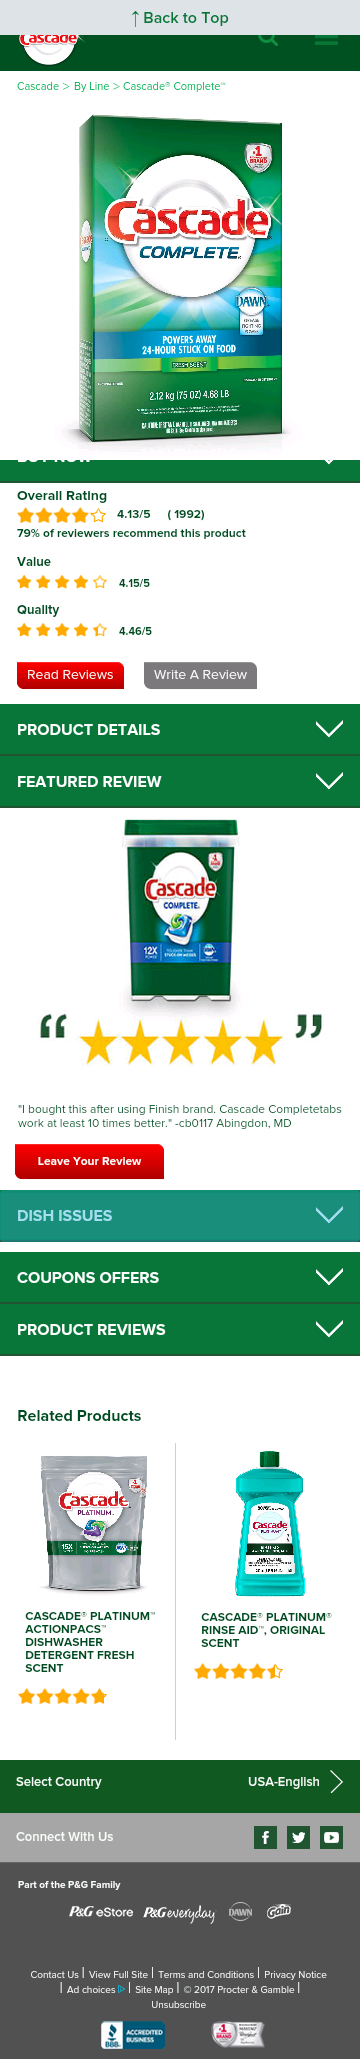 ↑ Back to Top
Cascade
Cascade > By Line > Cascade® Complete™
#1
BRAND
Cascade
COMPLETE.
DAWN
POWERS AWAY
24-HOUR STUCK ON FOOD
FRESH SCENT
2.12 kg (75 OZ) 4.68 LB
BUY NOW
Overall Rating
4.13/5 ( 1992)
79% of reviewers recommend this product
Value
4.15/5
Quality
4.46/5
Read Reviews
Write A Review
PRODUCT DETAILS
FEATURED REVIEW
Cascade
COMPLETE.
12X
“ ”
"I bought this after using Finish brand. Cascade Completetabs
work at least 10 times better." -cb0117 Abingdon, MD
Leave Your Review
DISH ISSUES
COUPONS OFFERS
PRODUCT REVIEWS
Related Products
Cascade
PLATINUM
15X
CASCADE® PLATINUM™
ACTIONPACS™
DISHWASHER
DETERGENT FRESH
SCENT
Cascade
PLATINUM
CASCADE® PLATINUM®
RINSE AID™, ORIGINAL
SCENT
Select Country
USA-English
Connect With Us
Part of the P&G Family
P&G eStore
P&G everyday
DAWN
Gain
Contact Us | View Full Site | Terms and Conditions | Privacy Notice
| Ad choices | Site Map | © 2017 Procter & Gamble |
Unsubscribe
BBB
ACCREDITED
BUSINESS